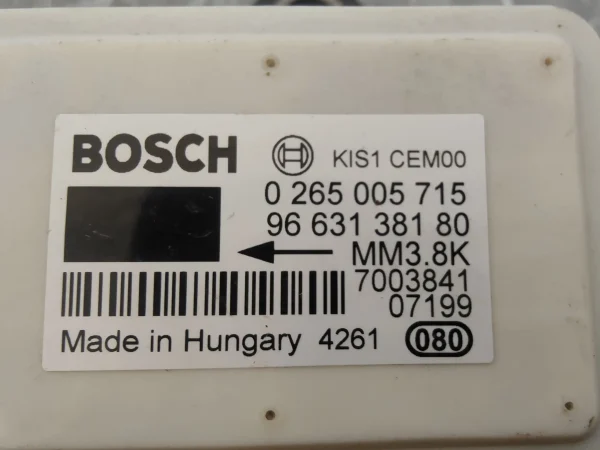 BOSCH KIS1 CEM00
0 265 005 715
96 631 381 80
MM3.8K
7003841
07199
Made in Hungary 4261 080